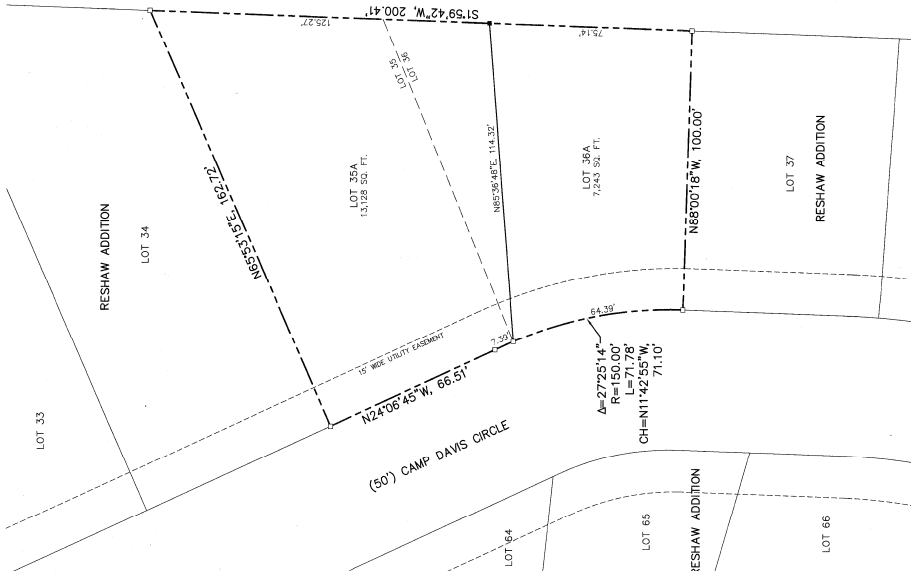 S1°59'42"W, 200.41'
125.27'
75.14'
LOT 35
LOT 36
N65°53'15"E, 162.72'
LOT 35A
13,128 SQ. FT.
N85°36'48"E, 114.32'
LOT 36A
7,243 SQ. FT.
N88°00'18"W, 100.00'
LOT 37
RESHAW ADDITION
RESHAW ADDITION
LOT 34
LOT 33
15' WIDE UTILITY EASEMENT
7.39'
64.39'
N24°06'45"W, 66.51'
Δ=27°25'14"
R=150.00'
L=71.78'
CH=N11°42'55"W,
71.10'
(50') CAMP DAVIS CIRCLE
LOT 64
LOT 65
RESHAW ADDITION
LOT 66